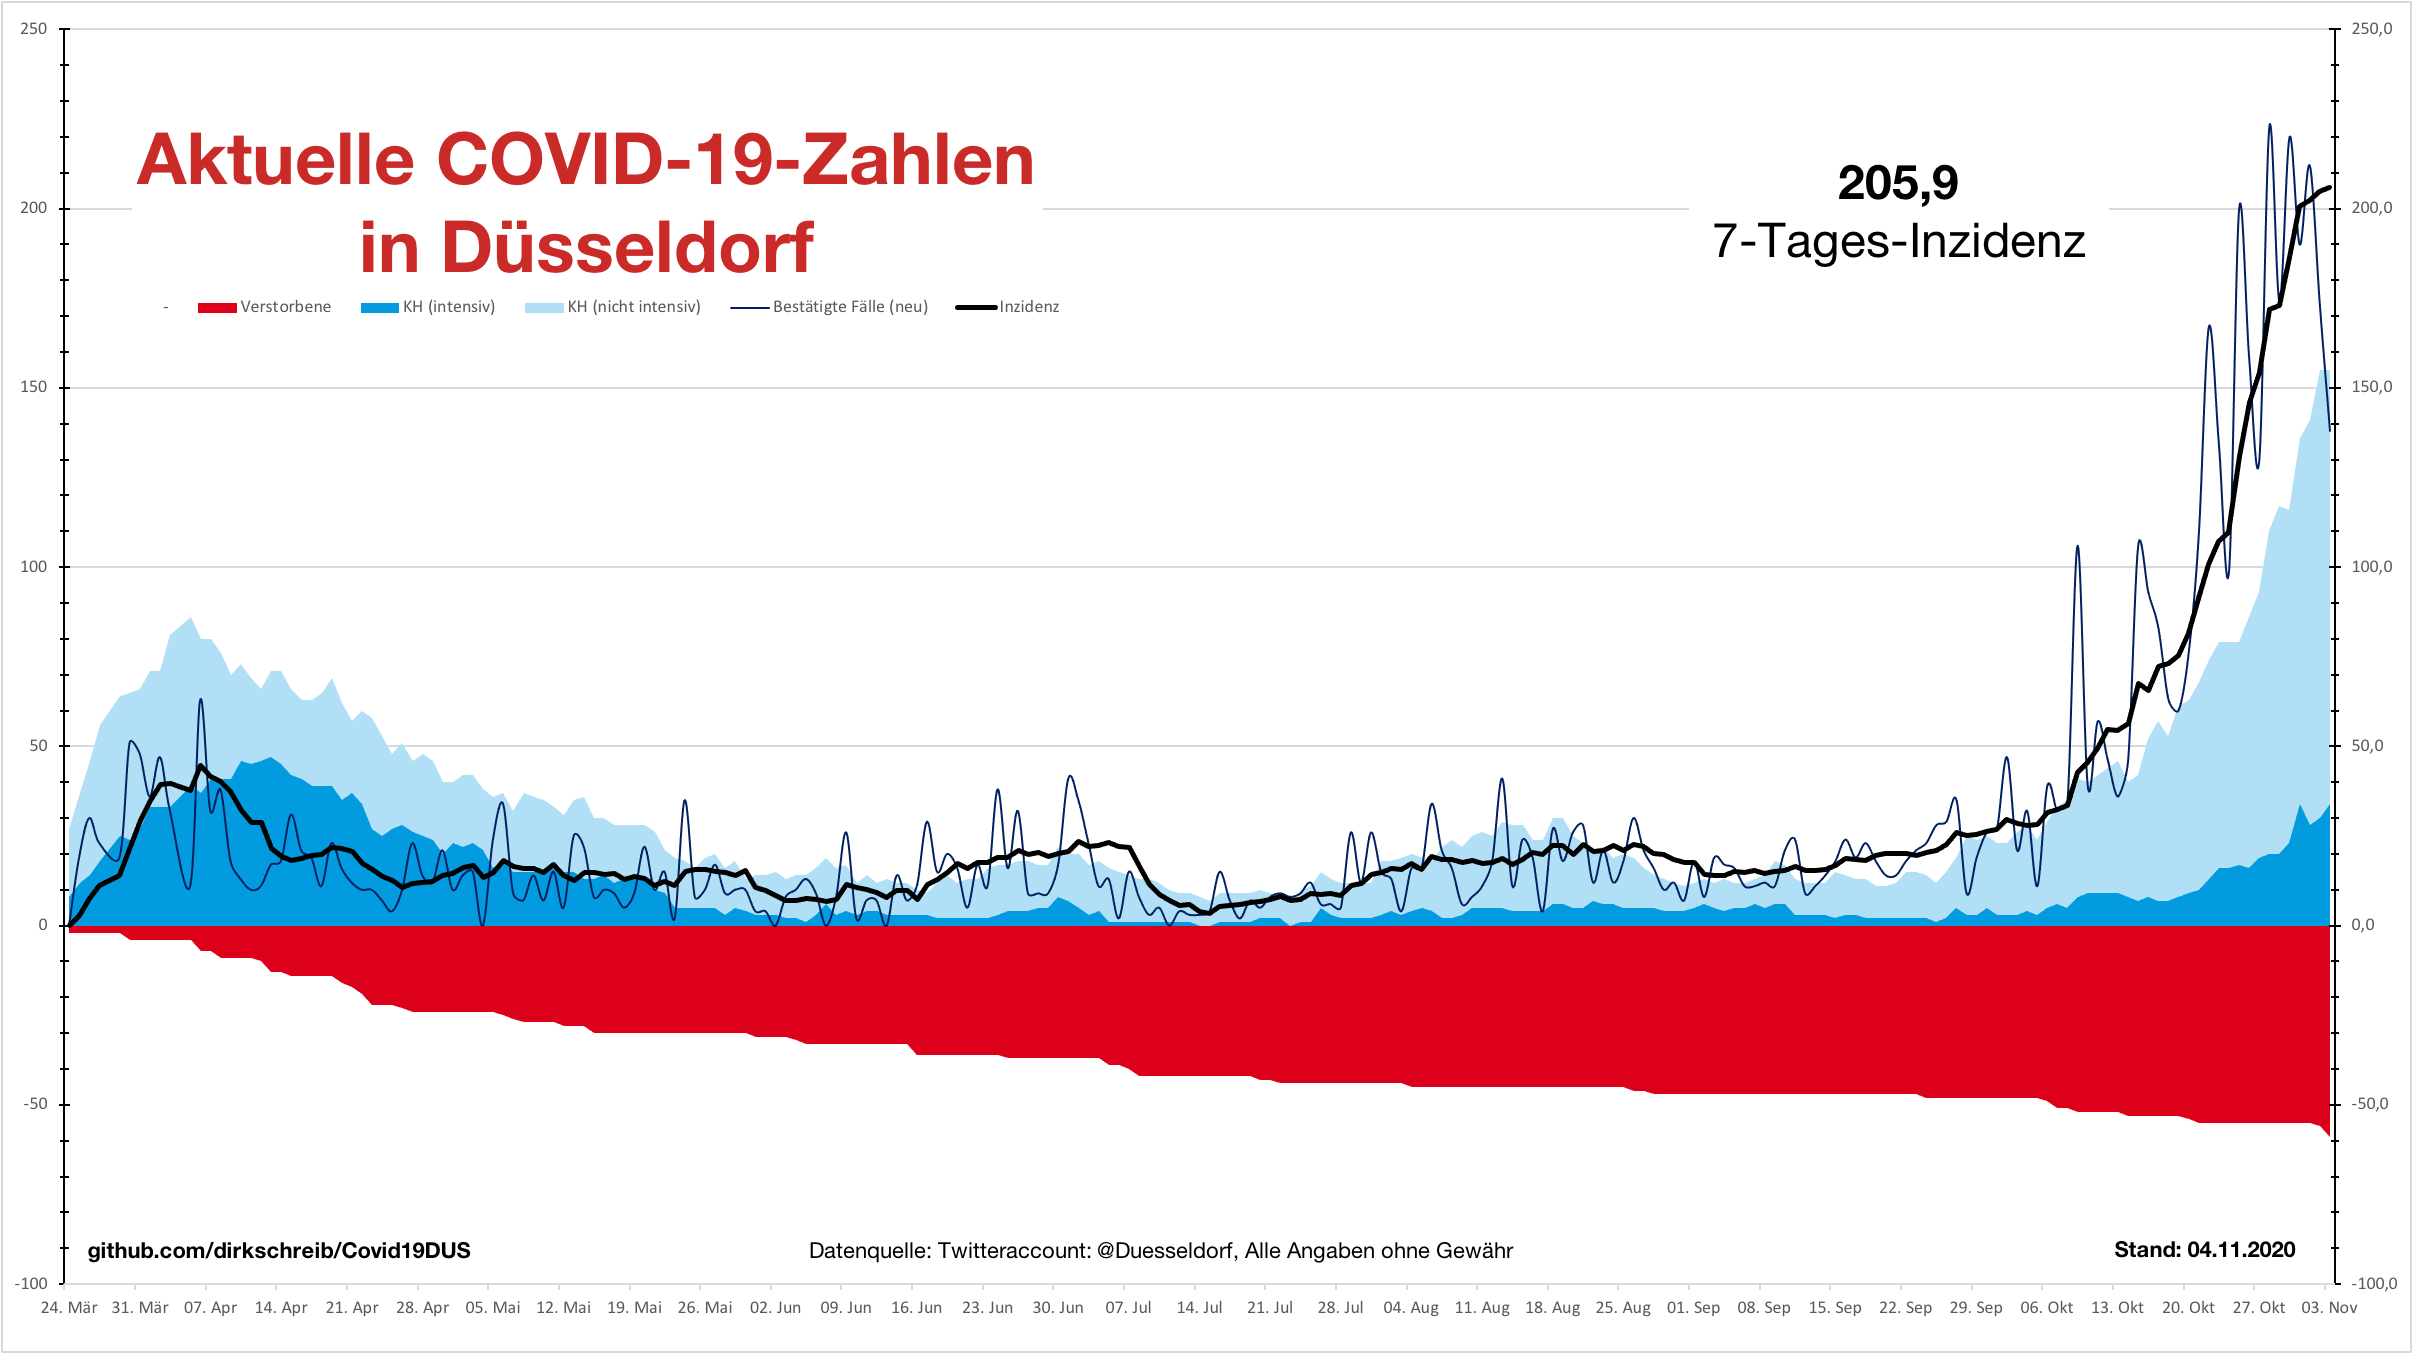 250
250,0
Aktuelle COVID-19-Zahlen
in Düsseldorf
205,9
7-Tages-Inzidenz
200
200,0
- Verstorbene KH (intensiv) KH (nicht intensiv) Bestätigte Fälle (neu) Inzidenz
150
150,0
100
100,0
50
50,0
0
0,0
-50
-50,0
github.com/dirkschreib/Covid19DUS
Datenquelle: Twitteraccount: @Duesseldorf, Alle Angaben ohne Gewähr
Stand: 04.11.2020
-100
-100,0
24. Mär 31. Mär 07. Apr 14. Apr 21. Apr 28. Apr 05. Mai 12. Mai 19. Mai 26. Mai 02. Jun 09. Jun 16. Jun 23. Jun 30. Jun 07. Jul 14. Jul 21. Jul 28. Jul 04. Aug 11. Aug 18. Aug 25. Aug 01. Sep 08. Sep 15. Sep 22. Sep 29. Sep 06. Okt 13. Okt 20. Okt 27. Okt 03. Nov